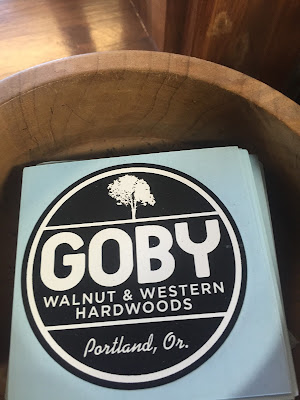 GOBY
WALNUT & WESTERN
HARDWOODS
Portland, Or.